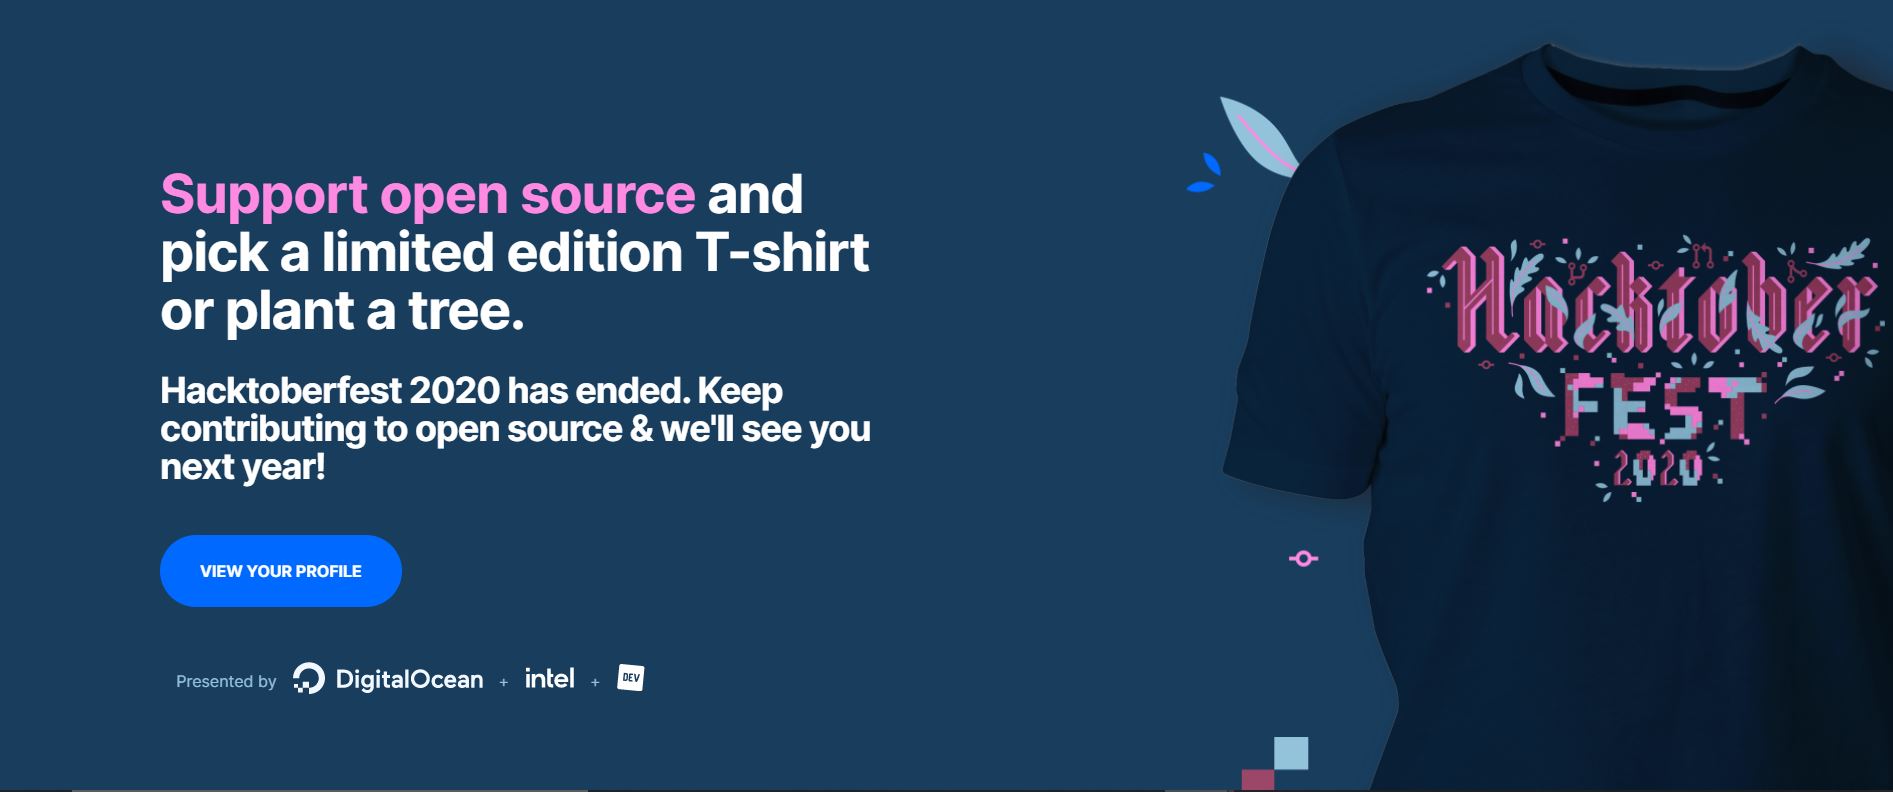 Support open source and
pick a limited edition T-shirt
or plant a tree.
Hacktoberfest 2020 has ended. Keep
contributing to open source & we'll see you
next year!
VIEW YOUR PROFILE
Presented by DigitalOcean + intel + DEV
Hacktober
FEST
2020